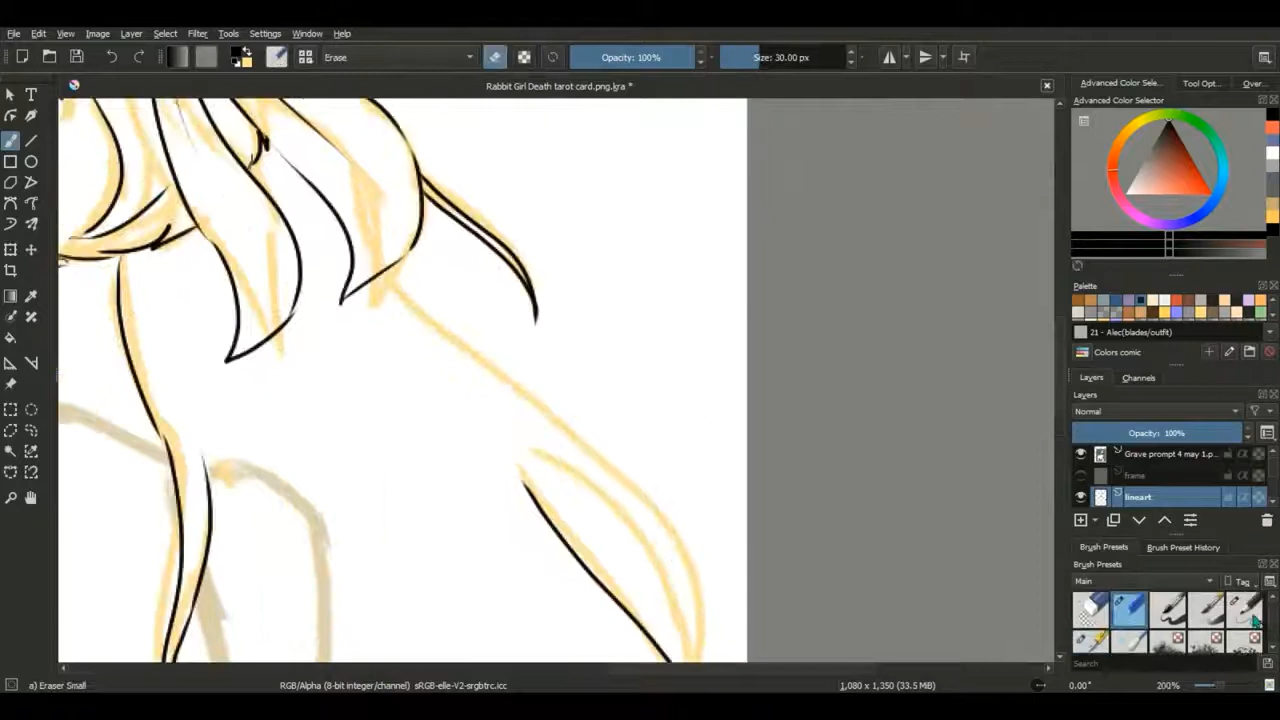 File Edit View Image Layer Select Filter Tools Settings Window Help
Erase Opacity: 100% Size: 30.00 px
Rabbit Girl Death tarot card.png.kra *
Advanced Color Sele... Tool Opt... Over...
Advanced Color Selector
Palette
21 - Alec(blades/outfit)
Colors comic
Layers Channels
Layers
Normal
Opacity: 100%
Grave prompt 4 may 1.p...
frame
lineart
Brush Presets Brush Preset History
Brush Presets
Main Tag
Search
a) Eraser Small RGB/Alpha (8-bit integer/channel) sRGB-elle-V2-srgbtrc.icc 1,080 x 1,350 (33.5 MiB) 0.00° 200%